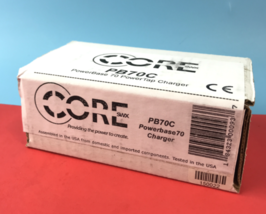 CORE
SWX
PowerBase 70 PowerTap Charger
PB70C
CE
CORE
SWX
Providing the power to create.
PB70C
Powerbase70
Charger
Assembled in the USA from domestic and imported components. Tested in the USA